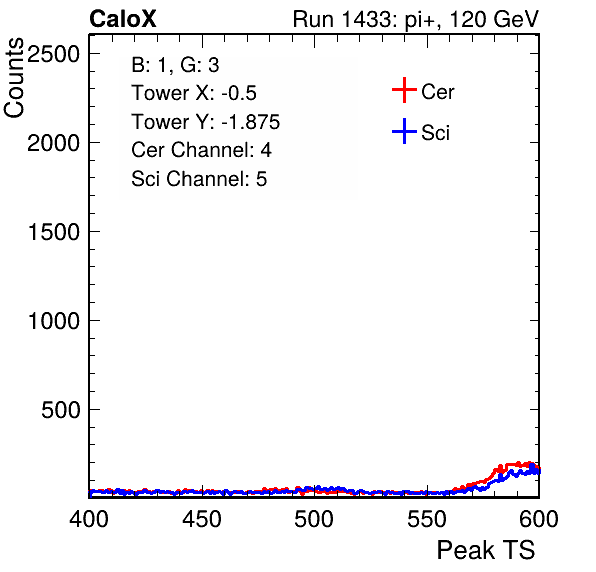 CaloX Run 1433: pi+, 120 GeV
Counts
2500
2000
1500
1000
500
B: 1, G: 3
Tower X: -0.5
Tower Y: -1.875
Cer Channel: 4
Sci Channel: 5
Cer
Sci
400 450 500 550 600
Peak TS